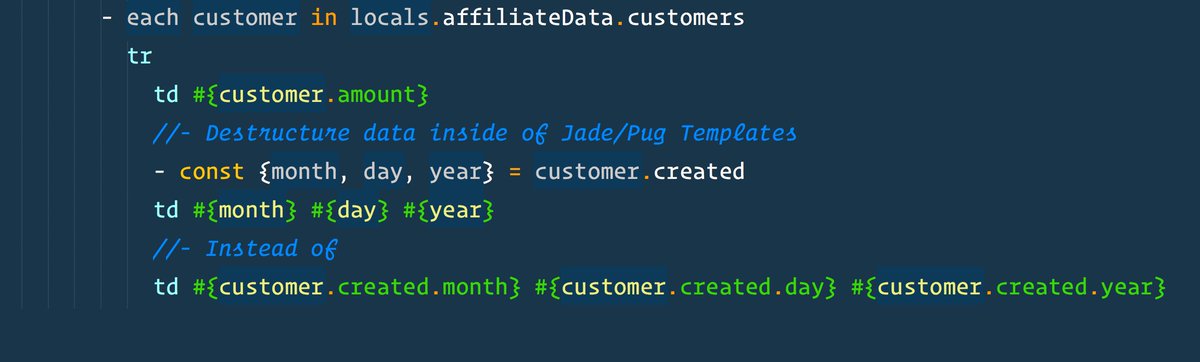 - each customer in locals.affiliateData.customers
tr
td #{customer.amount}
//- Destructure data inside of Jade/Pug Templates
- const {month, day, year} = customer.created
td #{month} #{day} #{year}
//- Instead of
td #{customer.created.month} #{customer.created.day} #{customer.created.year}